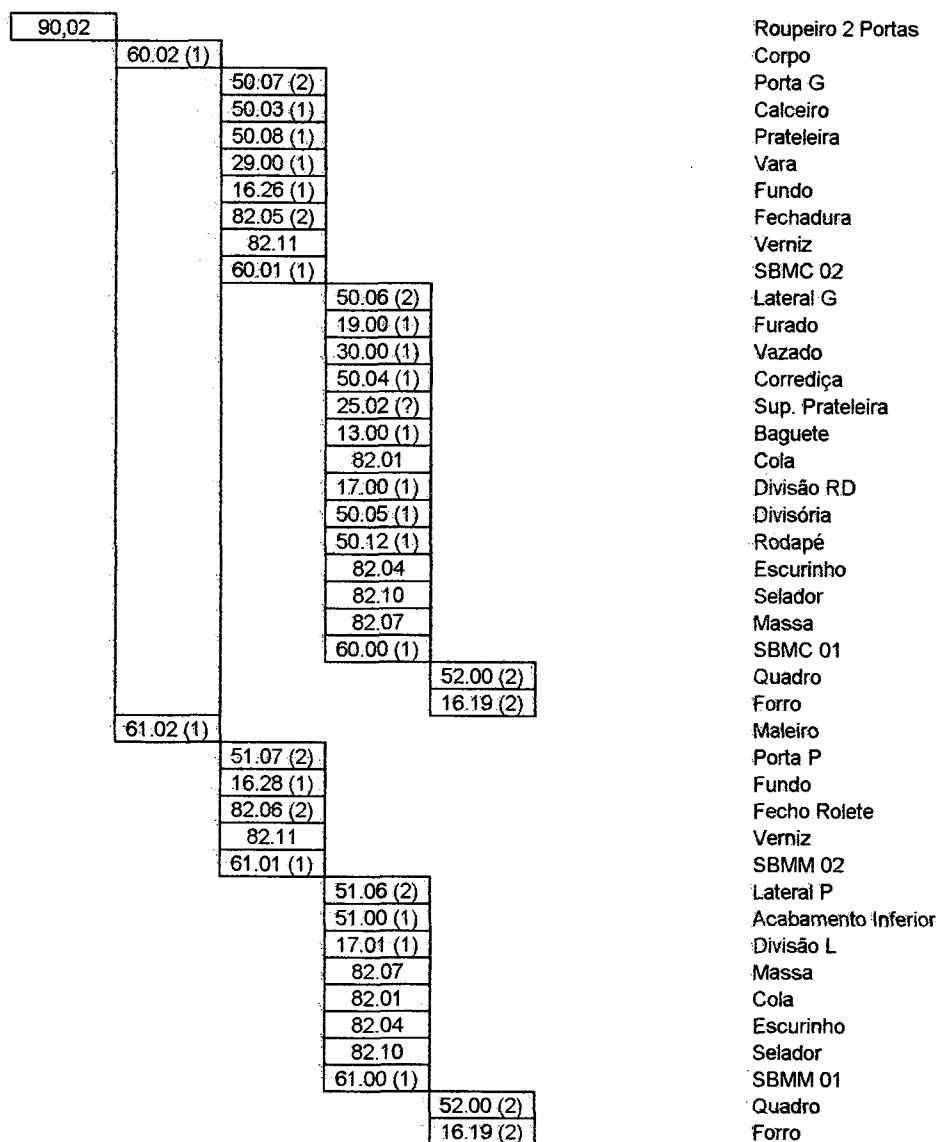 90,02 Roupeiro 2 Portas
60.02 (1) Corpo
50.07 (2) Porta G
50.03 (1) Calceiro
50.08 (1) Prateleira
29.00 (1) Vara
16.26 (1) Fundo
82.05 (2) Fechadura
82.11 Verniz
60.01 (1) SBMC 02
50.06 (2) Lateral G
19.00 (1) Furado
30.00 (1) Vazado
50.04 (1) Corrediça
25.02 (?) Sup. Prateleira
13.00 (1) Baguete
82.01 Cola
17.00 (1) Divisão RD
50.05 (1) Divisória
50.12 (1) Rodapé
82.04 Escurinho
82.10 Selador
82.07 Massa
60.00 (1) SBMC 01
52.00 (2) Quadro
16.19 (2) Forro
61.02 (1) Maleiro
51.07 (2) Porta P
16.28 (1) Fundo
82.06 (2) Fecho Rolete
82.11 Verniz
61.01 (1) SBMM 02
51.06 (2) Lateral P
51.00 (1) Acabamento Inferior
17.01 (1) Divisão L
82.07 Massa
82.01 Cola
82.04 Escurinho
82.10 Selador
61.00 (1) SBMM 01
52.00 (2) Quadro
16.19 (2) Forro